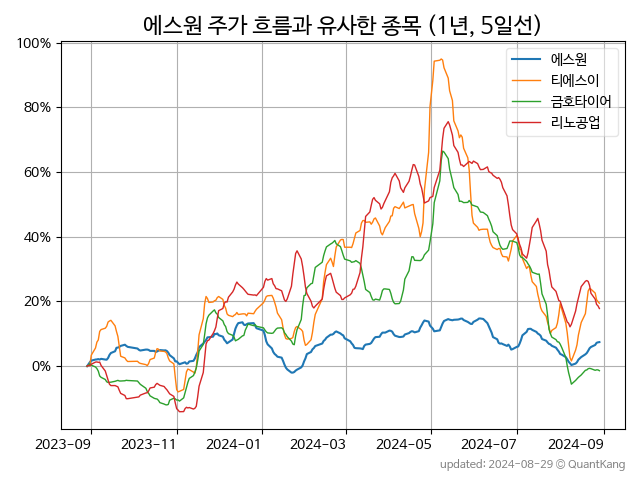 에스원 주가 흐름과 유사한 종목 (1년, 5일선)
100%
80%
60%
40%
20%
0%
에스원
티에스이
금호타이어
리노공업
2023-09 2023-11 2024-01 2024-03 2024-05 2024-07 2024-09
updated: 2024-08-29 © QuantKang